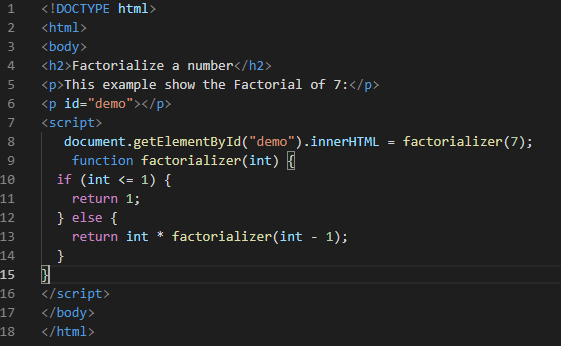 1 <!DOCTYPE html>
2 <html>
3 <body>
4 <h2>Factorialize a number</h2>
5 <p>This example show the Factorial of 7:</p>
6 <p id="demo"></p>
7 <script>
8    document.getElementById("demo").innerHTML = factorializer(7);
9     function factorializer(int) {
10   if (int <= 1) {
11     return 1;
12   } else {
13     return int * factorializer(int - 1);
14   }
15 }
16 </script>
17 </body>
18 </html>